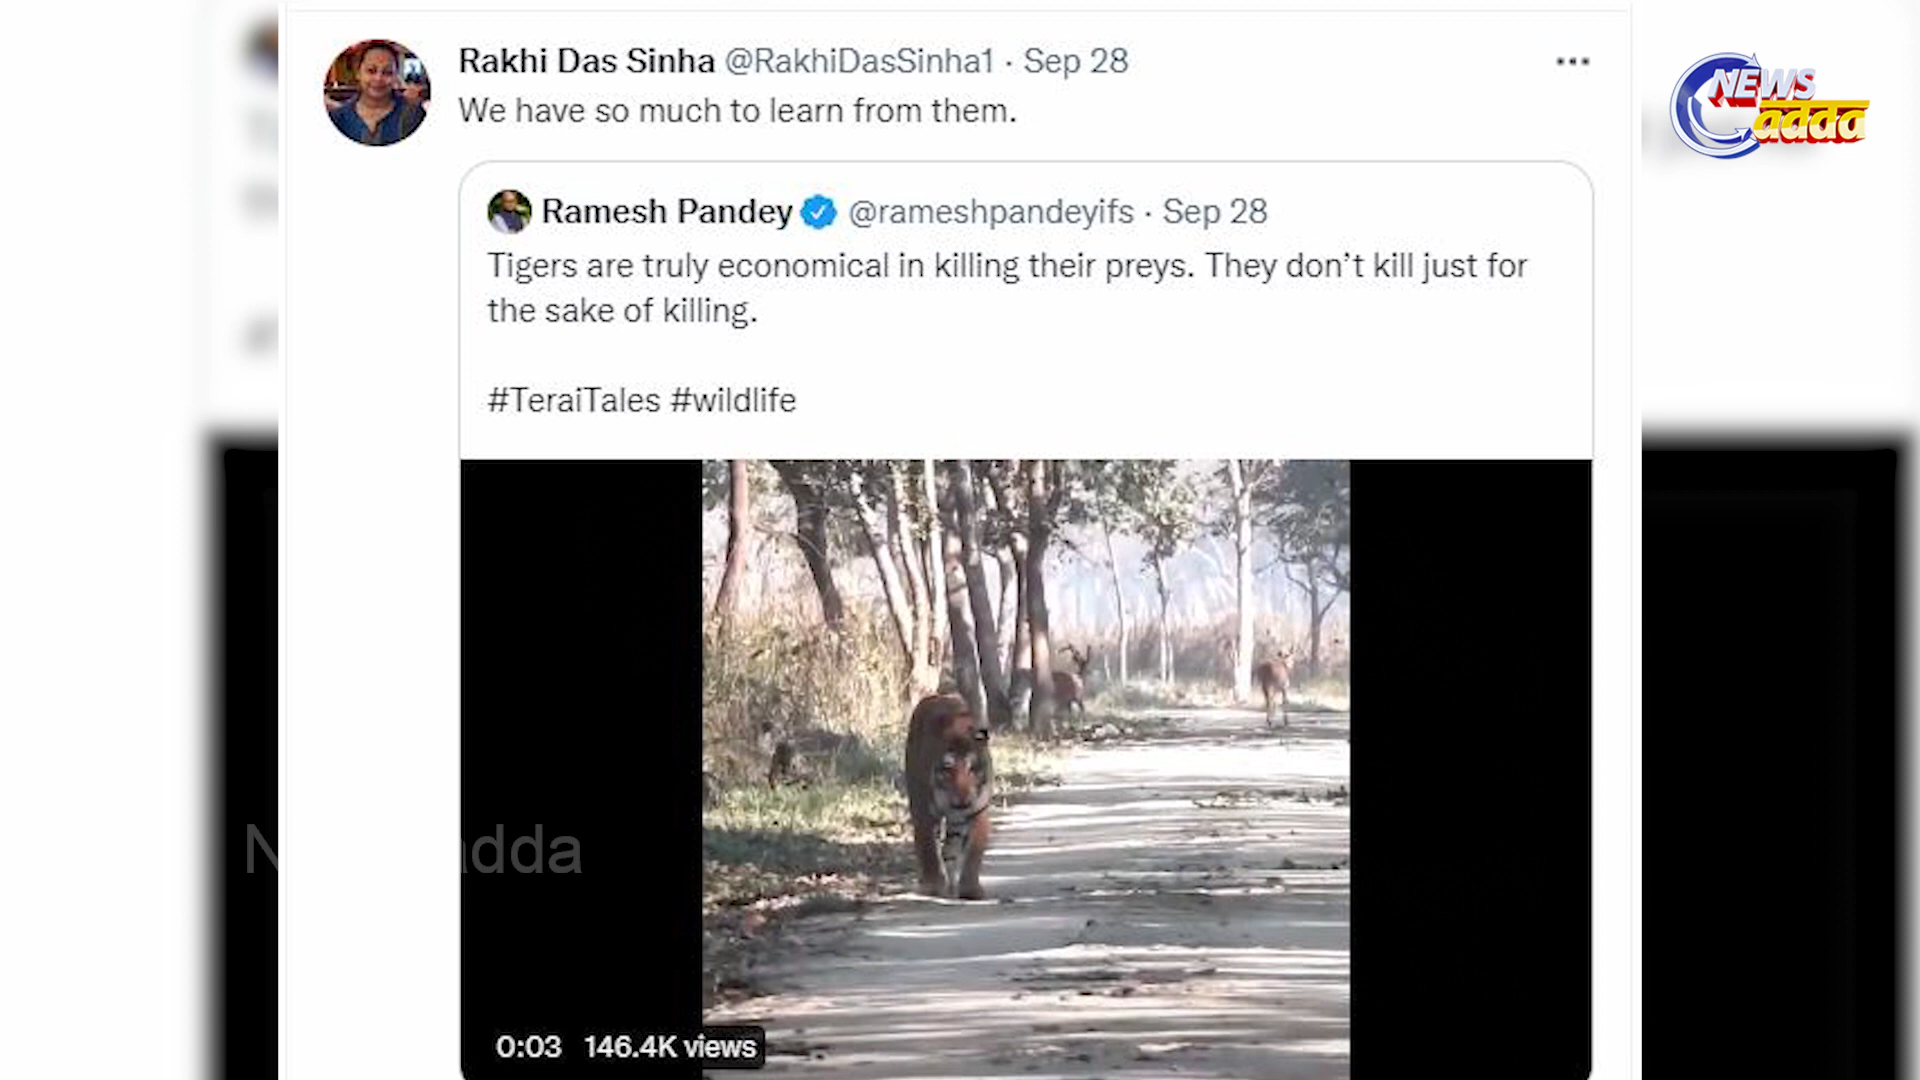 Rakhi Das Sinha @RakhiDasSinha1 · Sep 28
We have so much to learn from them.
Ramesh Pandey @rameshpandeyifs · Sep 28
Tigers are truly economical in killing their preys. They don’t kill just for
the sake of killing.
#TeraiTales #wildlife
0:03 146.4K views
NEWS
adda